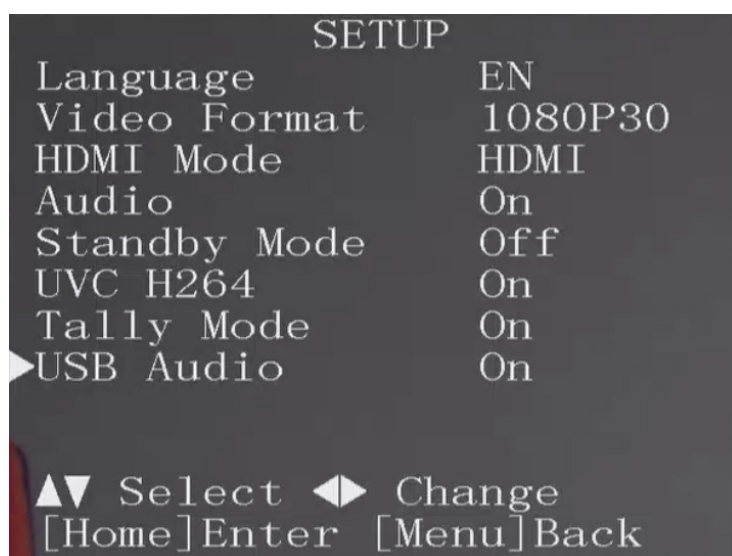 SETUP
Language EN
Video Format 1080P30
HDMI Mode HDMI
Audio On
Standby Mode Off
UVC H264 On
Tally Mode On
USB Audio On
Select Change
[Home]Enter [Menu]Back